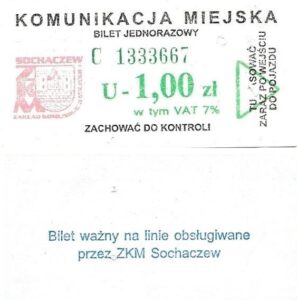 KOMUNIKACJA MIEJSKA
BILET JEDNORAZOWY
SOCHACZEW
ZKM
C 1333667
U-1,00 zł
w tym VAT 7%
ZACHOWAĆ DO KONTROLI
TU KASOWAĆ
ZARAZ PO WEJŚCIU
DO POJAZDU
Bilet ważny na linie obsługiwane
przez ZKM Sochaczew